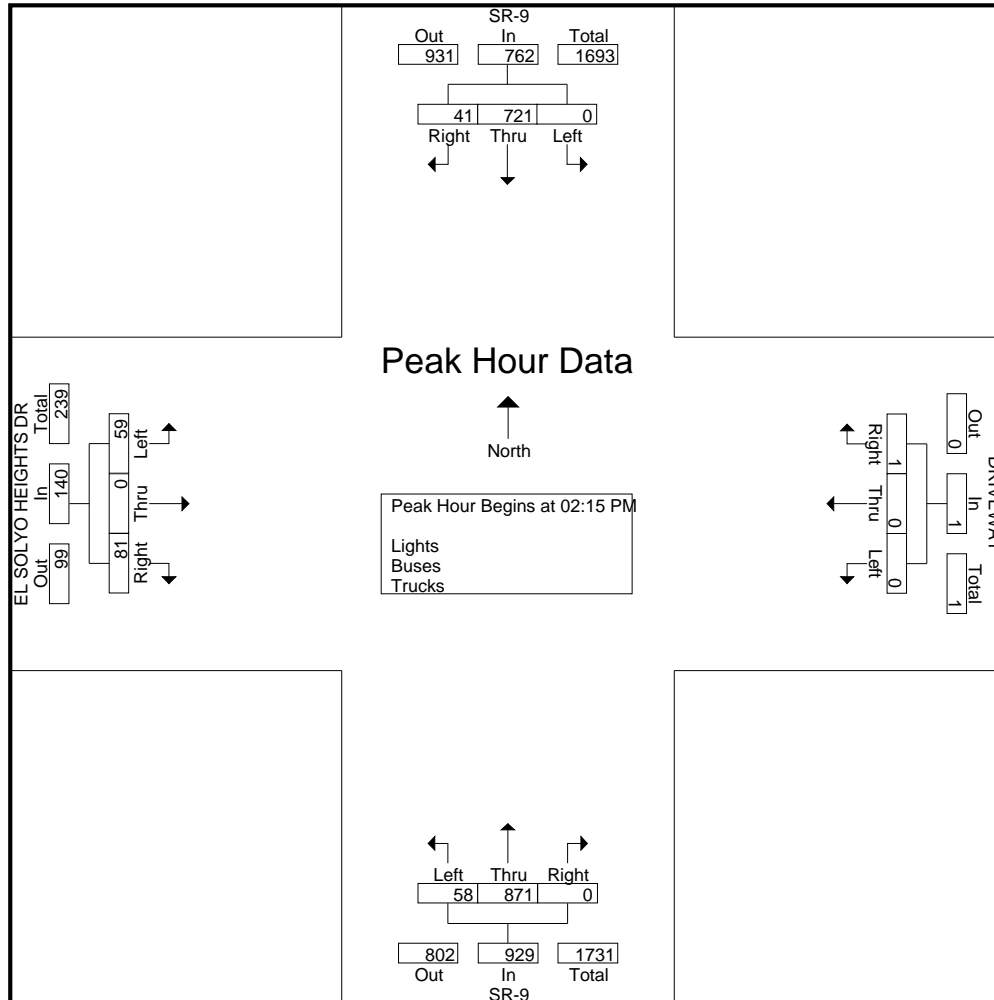 SR-9
Out In Total
931 762 1693
41 721 0
Right Thru Left
Peak Hour Data
North
Peak Hour Begins at 02:15 PM
Lights
Buses
Trucks
EL SOLYO HEIGHTS DR
Total In Out
239 140 99
59 0 81
Left Thru Right
Out In Total
0 1 1
Right Thru Left
1 0 0
DRIVEWAY
Left Thru Right
58 871 0
802 929 1731
Out In Total
SR-9